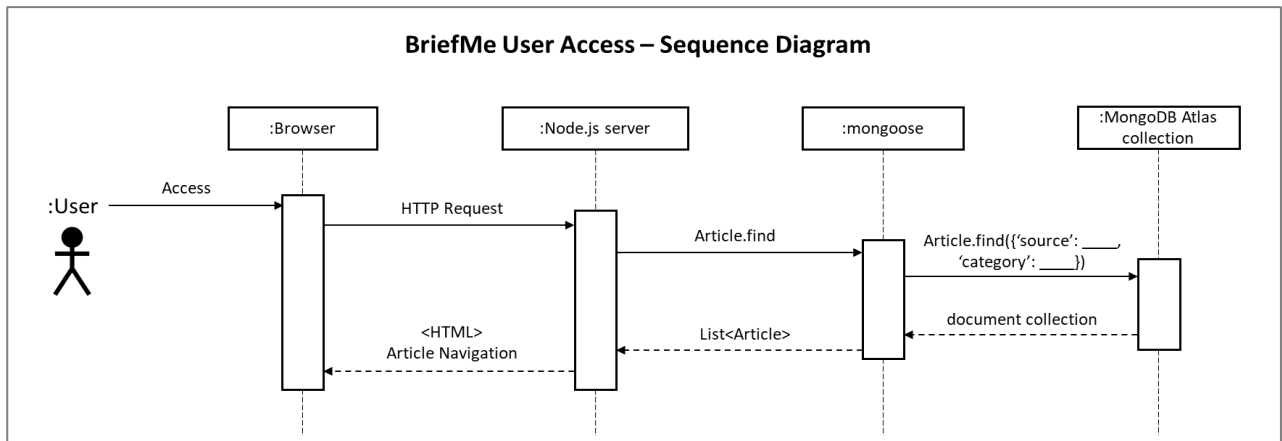 BriefMe User Access – Sequence Diagram
:Browser
:Node.js server
:mongoose
:MongoDB Atlas
collection
:User
Access
HTTP Request
Article.find
Article.find({‘source’: ____,
‘category’: ____})
document collection
List<Article>
<HTML>
Article Navigation